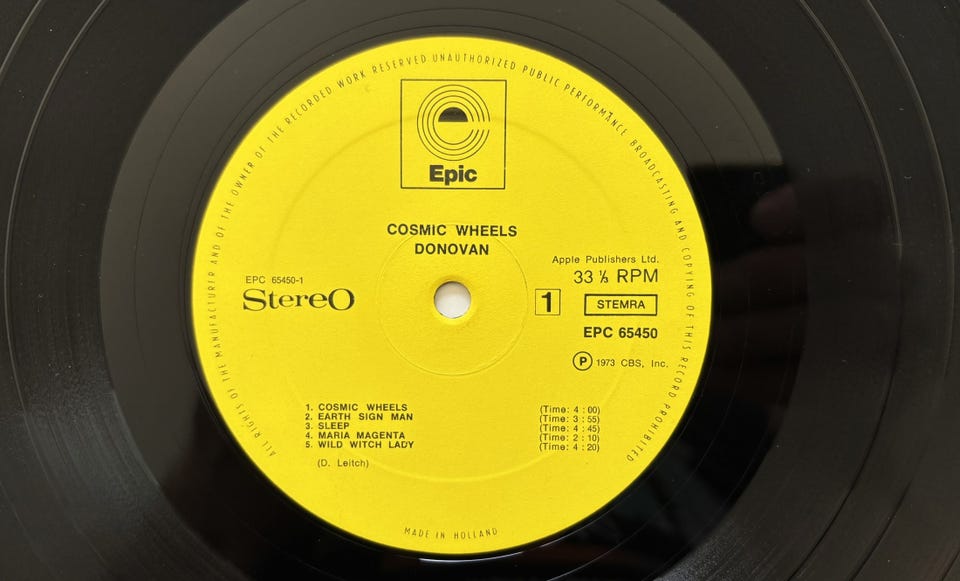 ALL RIGHTS OF THE MANUFACTURER AND OF THE OWNER OF THE RECORDED WORK RESERVED UNAUTHORIZED PUBLIC PERFORMANCE BROADCASTING AND COPYING OF THIS RECORD PROHIBITED
e
Epic
COSMIC WHEELS
DONOVAN
Apple Publishers Ltd.
EPC 65450-1
33 ⅓ RPM
StereO
1
STEMRA
EPC 65450
℗ 1973 CBS, Inc.
1. COSMIC WHEELS (Time: 4 : 00)
2. EARTH SIGN MAN (Time: 3 : 55)
3. SLEEP (Time: 4 : 45)
4. MARIA MAGENTA (Time: 2 : 10)
5. WILD WITCH LADY (Time: 4 : 20)
(D. Leitch)
MADE IN HOLLAND